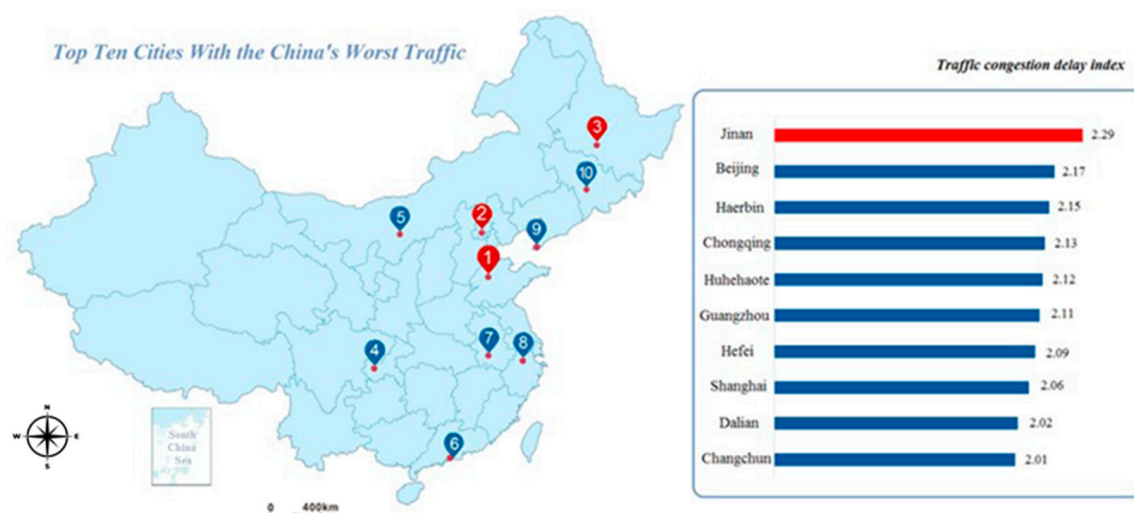 Top Ten Cities With the China's Worst Traffic
3
10
5
2
9
1
7
8
4
6
N
W E
S
South
China
Sea
0 400km
Traffic congestion delay index
Jinan 2.29
Beijing 2.17
Haerbin 2.15
Chongqing 2.13
Huhehaote 2.12
Guangzhou 2.11
Hefei 2.09
Shanghai 2.06
Dalian 2.02
Changchun 2.01